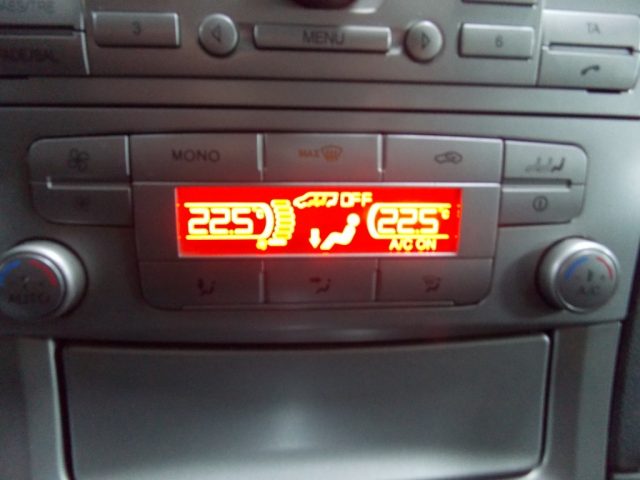 3
MENU
6
TA
MONO
MAX
OFF
22.5°
22.5°
A/C ON
AUTO
A/C